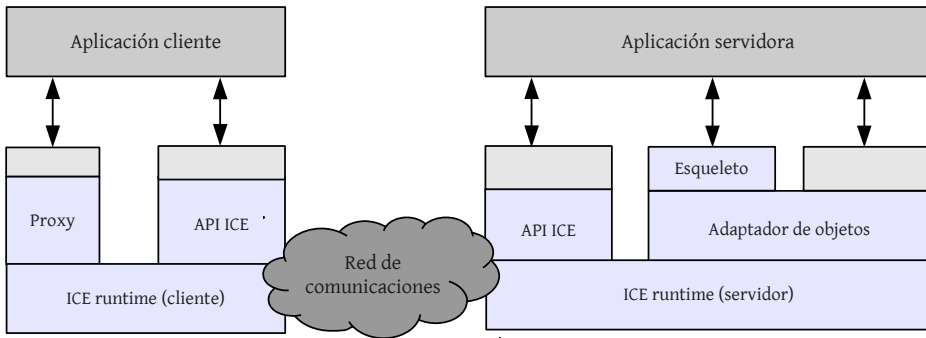 Aplicación cliente
Aplicación servidora
Esqueleto
Proxy
API ICE
API ICE
Adaptador de objetos
Red de
comunicaciones
ICE runtime (cliente)
ICE runtime (servidor)